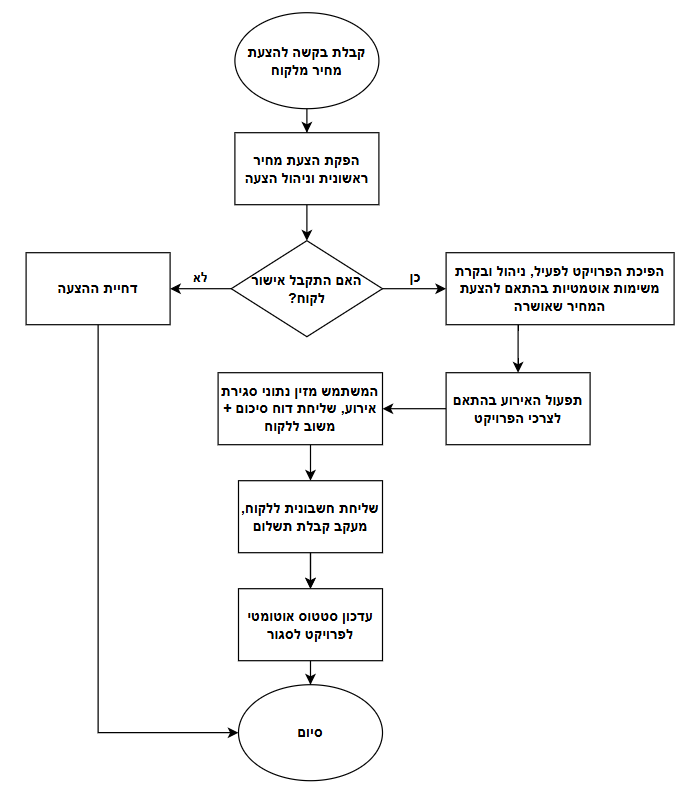 קבלת בקשה להצעת
מחיר מלקוח
הפקת הצעת מחיר
ראשונית וניהול הצעה
האם התקבל אישור
לקוח?
כן
לא
הפיכת הפרויקט לפעיל, ניהול ובקרת
משימות אוטמטיות בהתאם להצעת
המחיר שאושרה
דחיית ההצעה
תפעול האירוע בהתאם
לצרכי הפרויקט
המשתמש מזין נתוני סגירת
אירוע, שליחת דוח סיכום +
משוב ללקוח
שליחת חשבונית ללקוח,
מעקב קבלת תשלום
עדכון סטטוס אוטומטי
לפרויקט לסגור
סיום